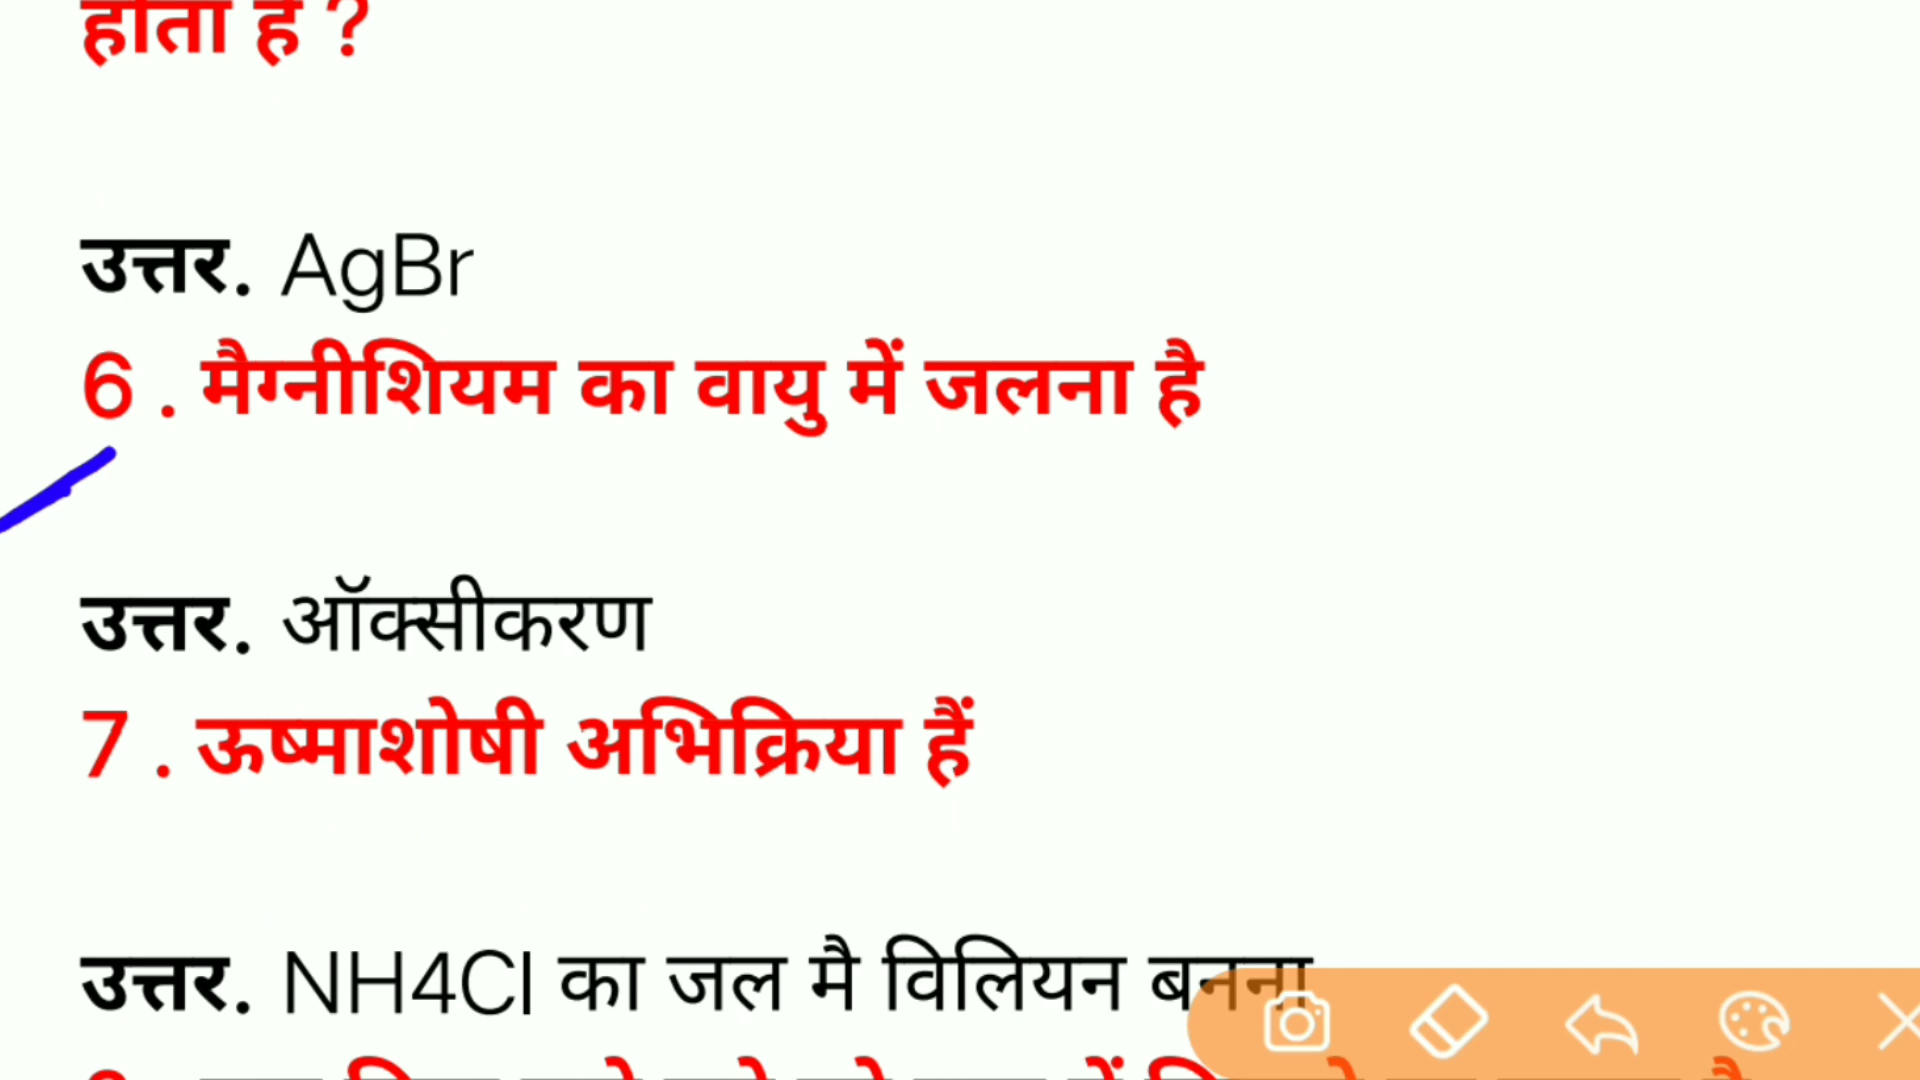 होता है ?
उत्तर. AgBr
6 . मैग्नीशियम का वायु में जलना है
उत्तर. ऑक्सीकरण
7 . ऊष्माशोषी अभिक्रिया हैं
उत्तर. NH4Cl का जल मै विलियन बनना